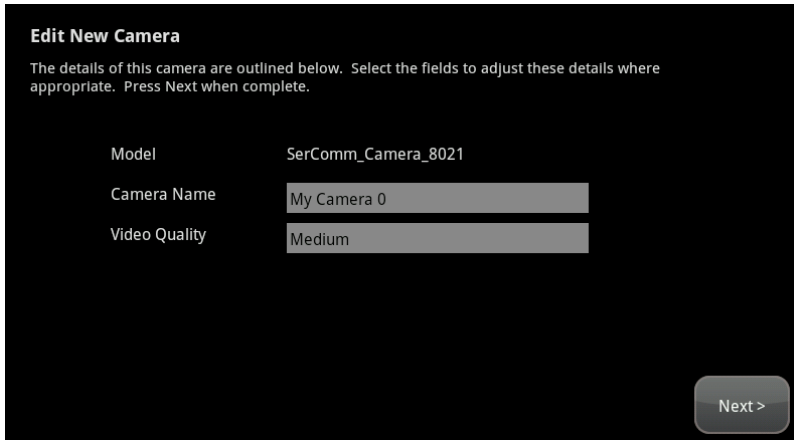 Edit New Camera
The details of this camera are outlined below.  Select the fields to adjust these details where
appropriate.  Press Next when complete.
Model SerComm_Camera_8021
Camera Name My Camera 0
Video Quality Medium
Next >